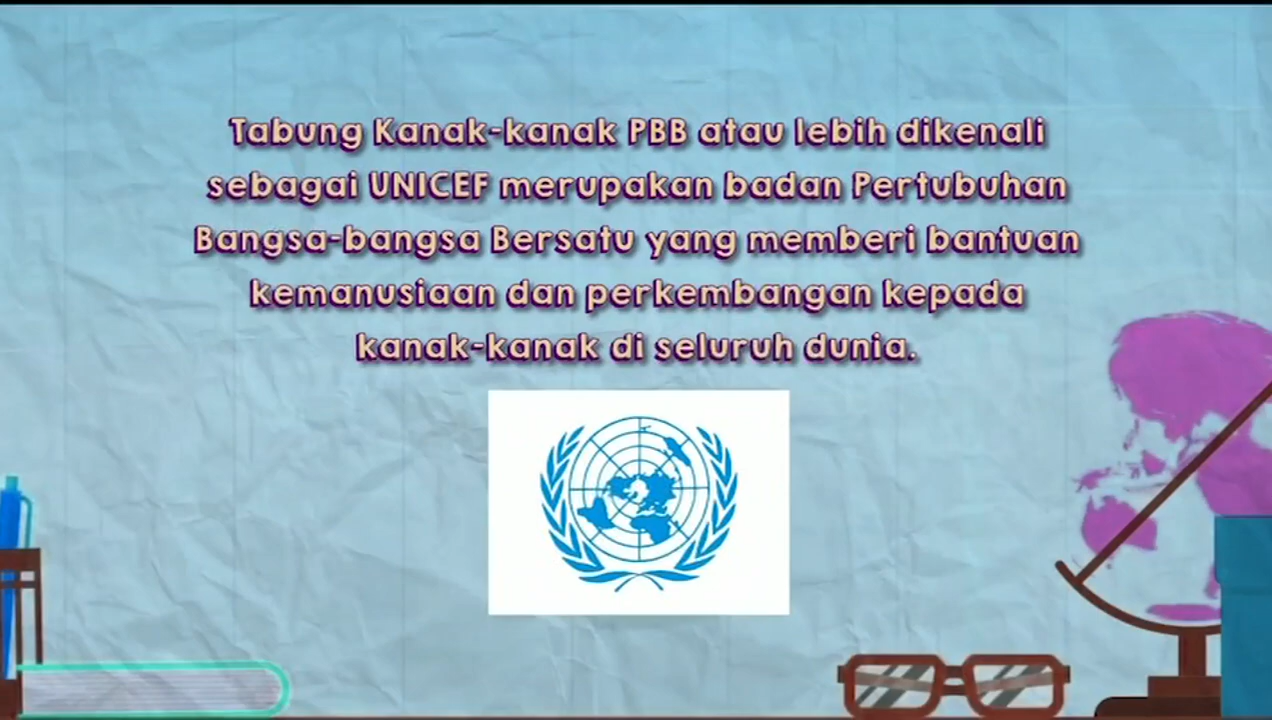 Tabung Kanak-kanak PBB atau lebih dikenali
sebagai UNICEF merupakan badan Pertubuhan
Bangsa-bangsa Bersatu yang memberi bantuan
kemanusiaan dan perkembangan kepada
kanak-kanak di seluruh dunia.